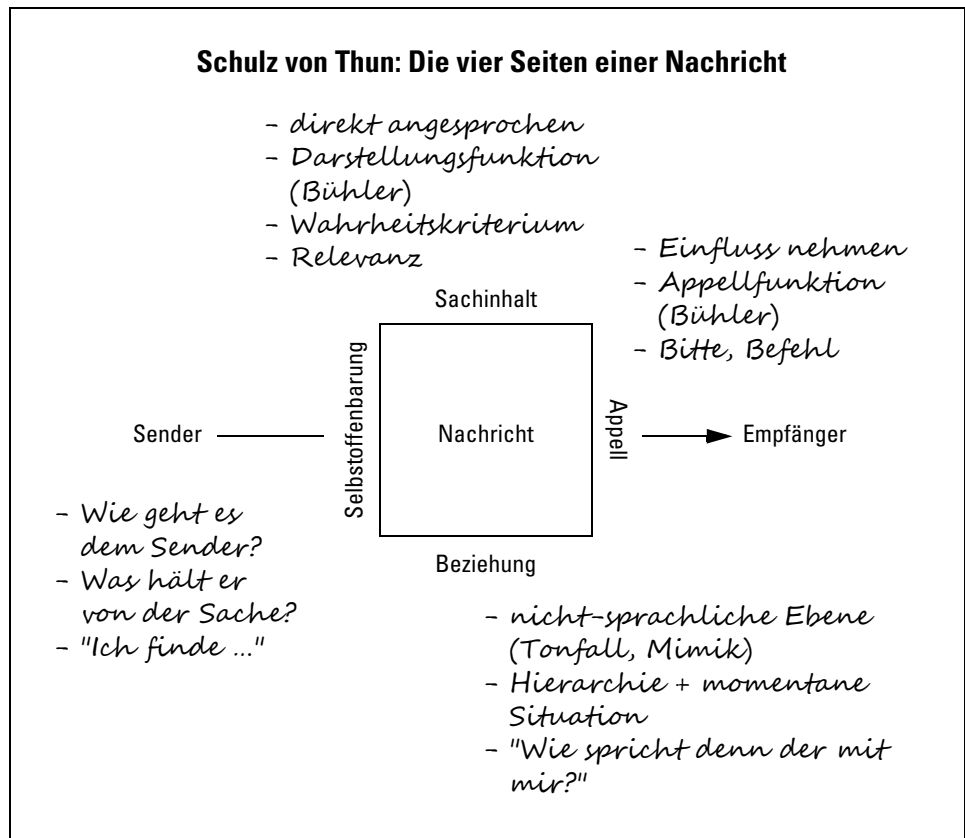 Schulz von Thun: Die vier Seiten einer Nachricht
- direkt angesprochen
- Darstellungsfunktion
(Bühler)
- Wahrheitskriterium
- Relevanz
- Einfluss nehmen
- Appellfunktion
(Bühler)
- Bitte, Befehl
Sachinhalt
Selbstoffenbarung
Sender
Nachricht
Appell
Empfänger
- Wie geht es
dem Sender?
- Was hält er
von der Sache?
- "Ich finde ..."
Beziehung
- nicht-sprachliche Ebene
(Tonfall, Mimik)
- Hierarchie + momentane
Situation
- "Wie spricht denn der mit
mir?"